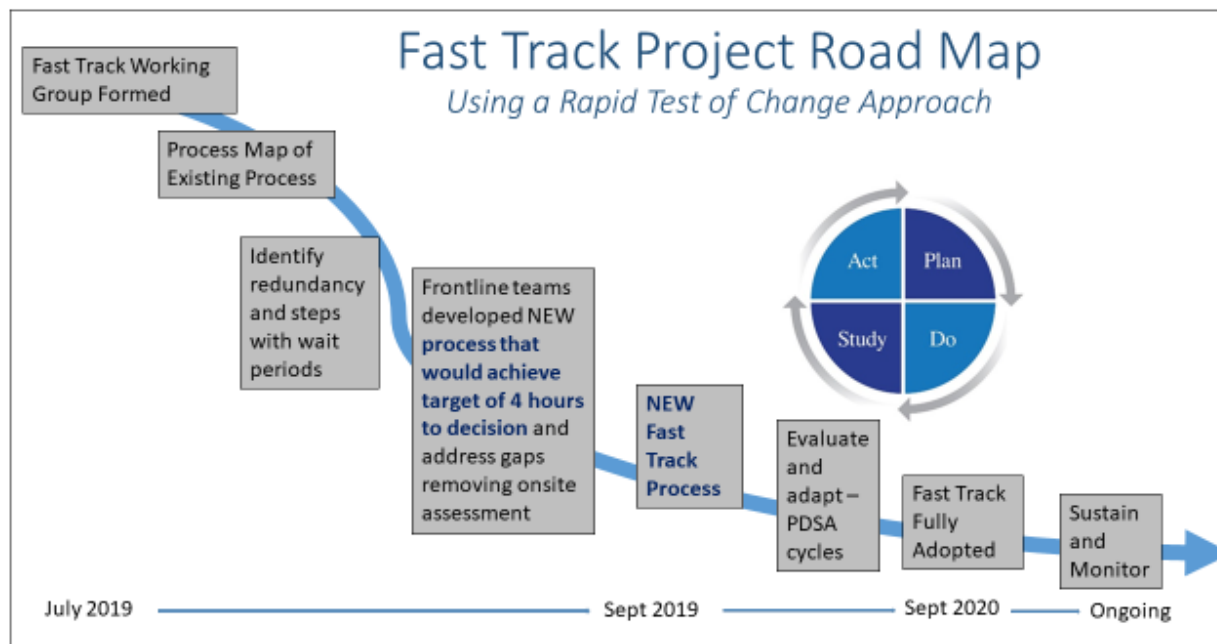 Fast Track Project Road Map
Using a Rapid Test of Change Approach
Fast Track Working
Group Formed
Process Map of
Existing Process
Identify
redundancy
and steps
with wait
periods
Frontline teams
developed NEW
process that
would achieve
target of 4 hours
to decision and
address gaps
removing onsite
assessment
Act
Plan
Study
Do
NEW
Fast
Track
Process
Evaluate
and
adapt –
PDSA
cycles
Fast Track
Fully
Adopted
Sustain
and
Monitor
July 2019
Sept 2019
Sept 2020
Ongoing